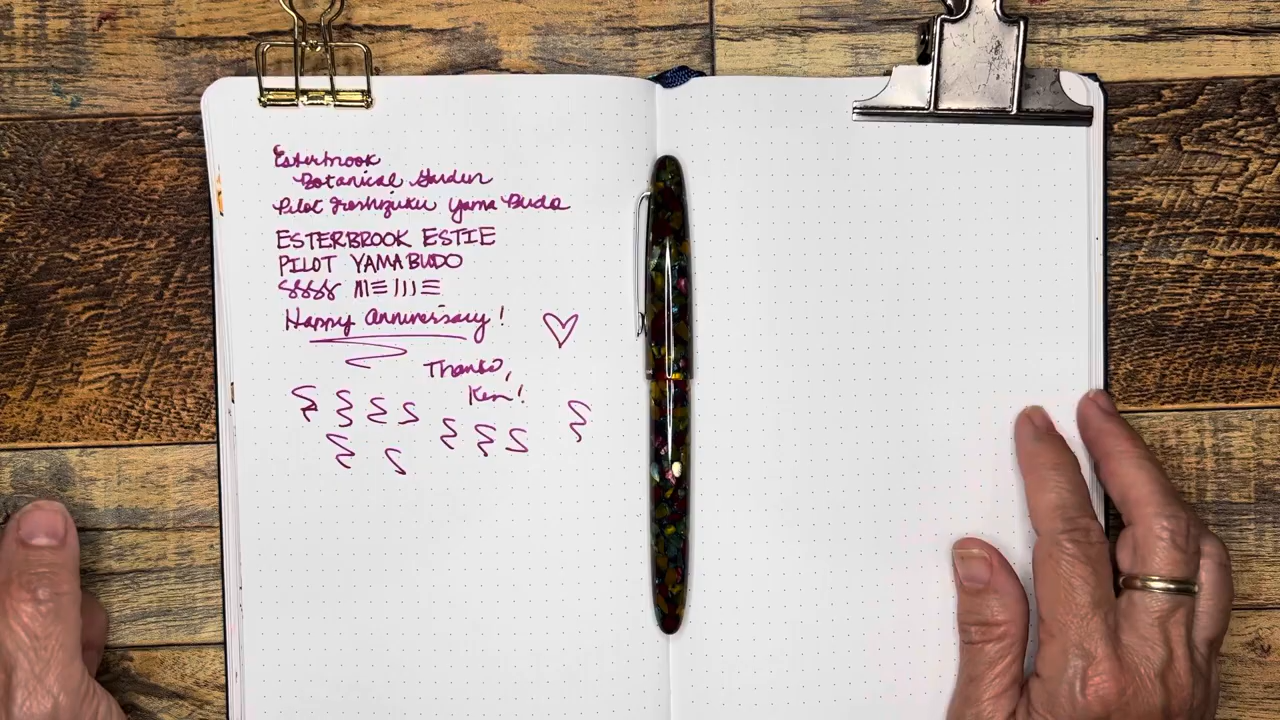 Esterbrook
Botanical Garden
Pilot Iroshizuku Yama Budo
ESTERBROOK ESTIE
PILOT YAMABUDO
Happy Anniversary!
Thanks,
Ken!